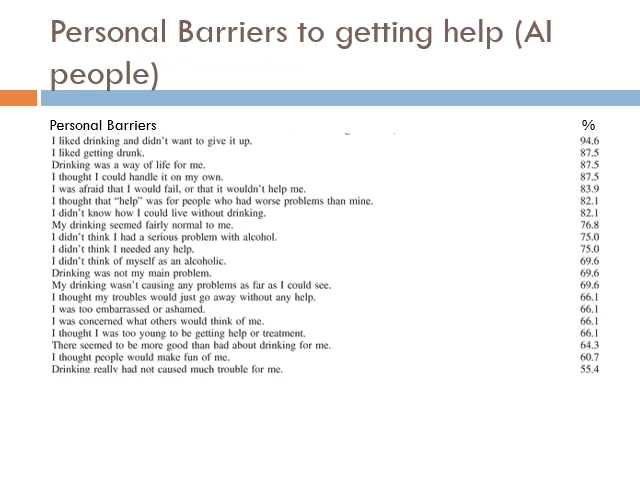 Personal Barriers to getting help (AI
people)
Personal Barriers %
I liked drinking and didn't want to give it up. 94.6
I liked getting drunk. 87.5
Drinking was a way of life for me. 87.5
I thought I could handle it on my own. 87.5
I was afraid that I would fail, or that it wouldn't help me. 83.9
I thought that “help” was for people who had worse problems than mine. 82.1
I didn't know how I could live without drinking. 82.1
My drinking seemed fairly normal to me. 76.8
I didn't think I had a serious problem with alcohol. 75.0
I didn't think I needed any help. 75.0
I didn't think of myself as an alcoholic. 69.6
Drinking was not my main problem. 69.6
My drinking wasn't causing any problems as far as I could see. 69.6
I thought my troubles would just go away without any help. 66.1
I was too embarrassed or ashamed. 66.1
I was concerned what others would think of me. 66.1
I thought I was too young to be getting help or treatment. 66.1
There seemed to be more good than bad about drinking for me. 64.3
I thought people would make fun of me. 60.7
Drinking really had not caused much trouble for me. 55.4